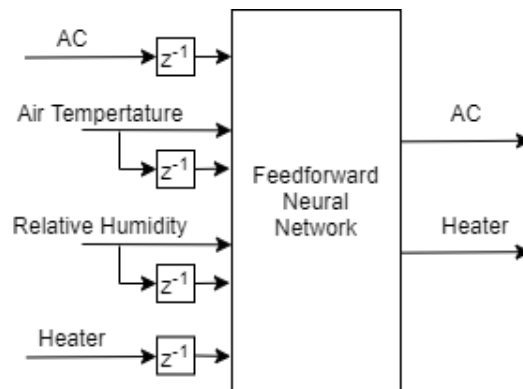 AC
z⁻¹
Air Tempertature
z⁻¹
Relative Humidity
z⁻¹
Heater
z⁻¹
Feedforward
Neural
Network
AC
Heater